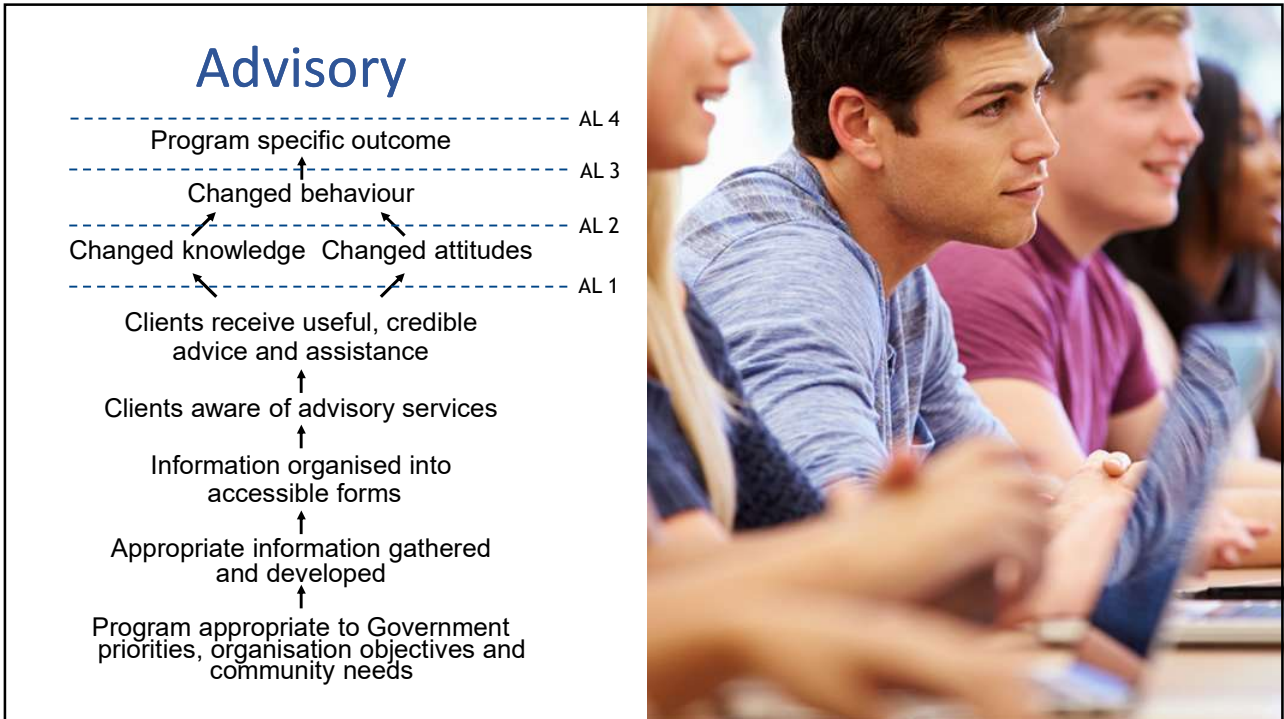 Advisory
AL 4
Program specific outcome
AL 3
Changed behaviour
AL 2
Changed knowledge Changed attitudes
AL 1
Clients receive useful, credible
advice and assistance
Clients aware of advisory services
Information organised into
accessible forms
Appropriate information gathered
and developed
Program appropriate to Government
priorities, organisation objectives and
community needs